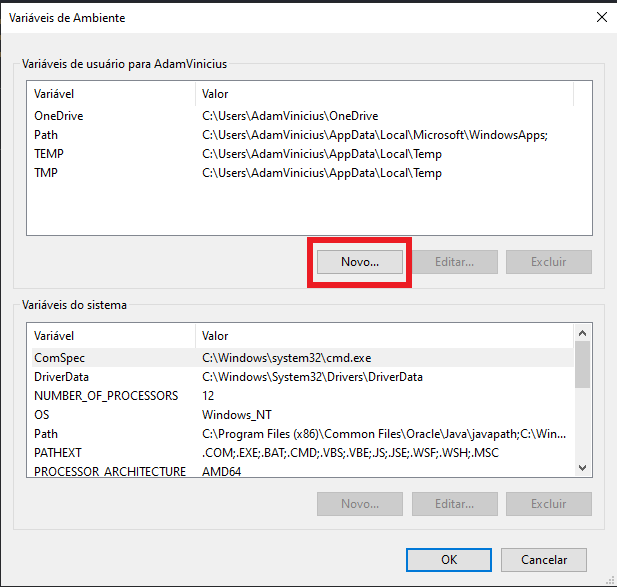 Variáveis de Ambiente
Variáveis de usuário para AdamVinicius
Variável Valor
OneDrive C:\Users\AdamVinicius\OneDrive
Path C:\Users\AdamVinicius\AppData\Local\Microsoft\WindowsApps;
TEMP C:\Users\AdamVinicius\AppData\Local\Temp
TMP C:\Users\AdamVinicius\AppData\Local\Temp
Novo... Editar... Excluir
Variáveis do sistema
Variável Valor
ComSpec C:\Windows\system32\cmd.exe
DriverData C:\Windows\System32\Drivers\DriverData
NUMBER_OF_PROCESSORS 12
OS Windows_NT
Path C:\Program Files (x86)\Common Files\Oracle\Java\javapath;C:\Win...
PATHEXT .COM;.EXE;.BAT;.CMD;.VBS;.VBE;.JS;.JSE;.WSF;.WSH;.MSC
PROCESSOR_ARCHITECTURE AMD64
Novo... Editar... Excluir
OK Cancelar